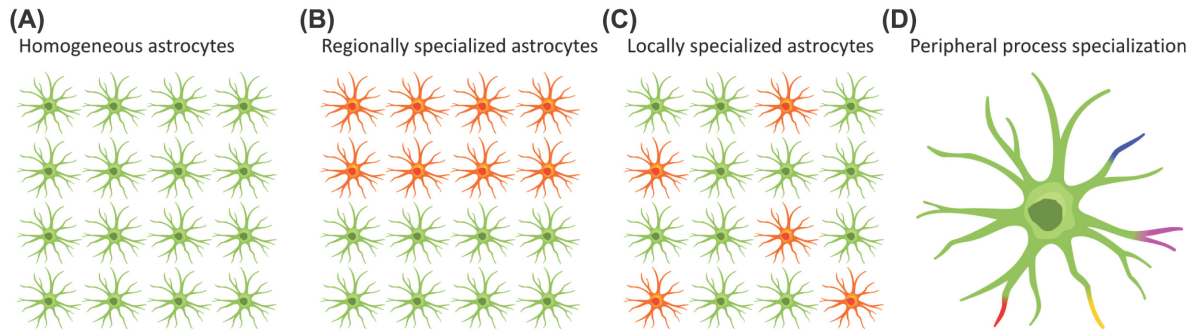 (A)
Homogeneous astrocytes
(B)
Regionally specialized astrocytes
(C)
Locally specialized astrocytes
(D)
Peripheral process specialization